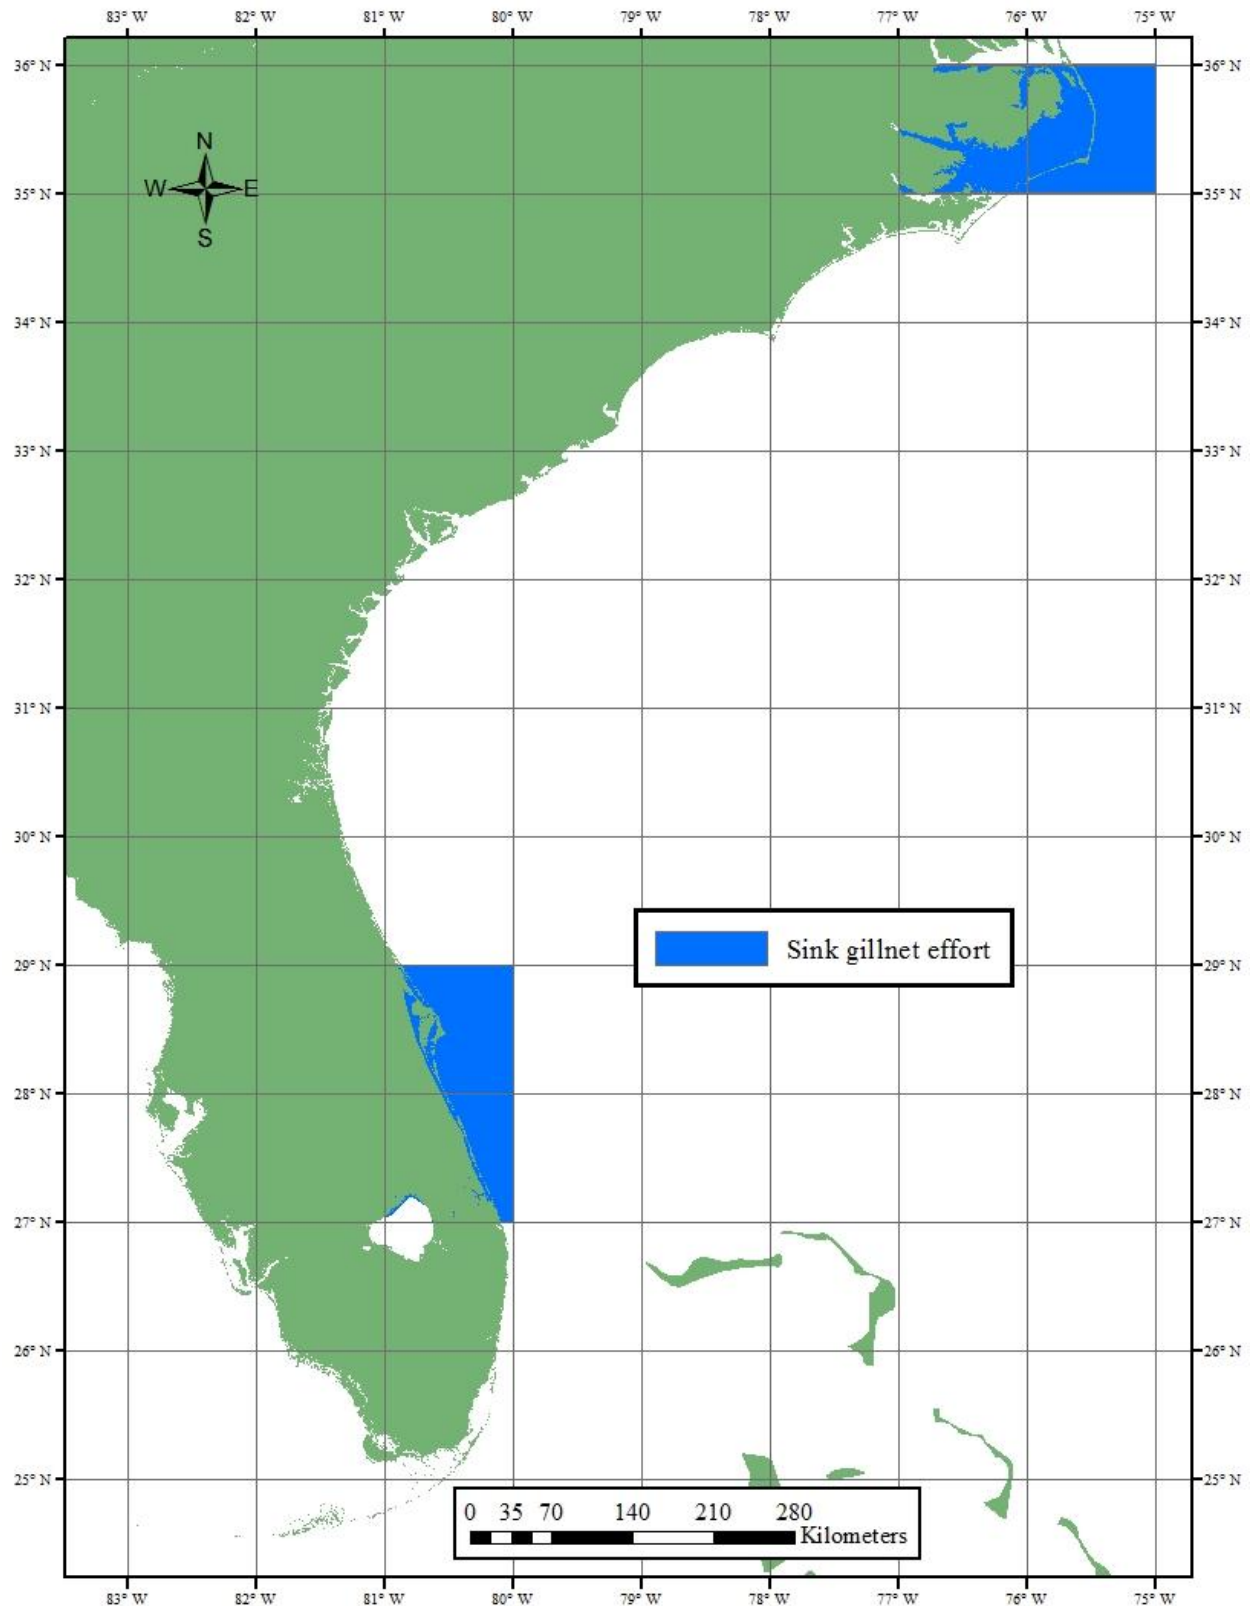 83° W 82° W 81° W 80° W 79° W 78° W 77° W 76° W 75° W
36° N 36° N
N
W E
S
35° N 35° N
34° N 34° N
33° N 33° N
32° N 32° N
31° N 31° N
30° N 30° N
Sink gillnet effort
29° N 29° N
28° N 28° N
27° N 27° N
26° N 26° N
25° N 25° N
0 35 70 140 210 280
Kilometers
83° W 82° W 81° W 80° W 79° W 78° W 77° W 76° W 75° W